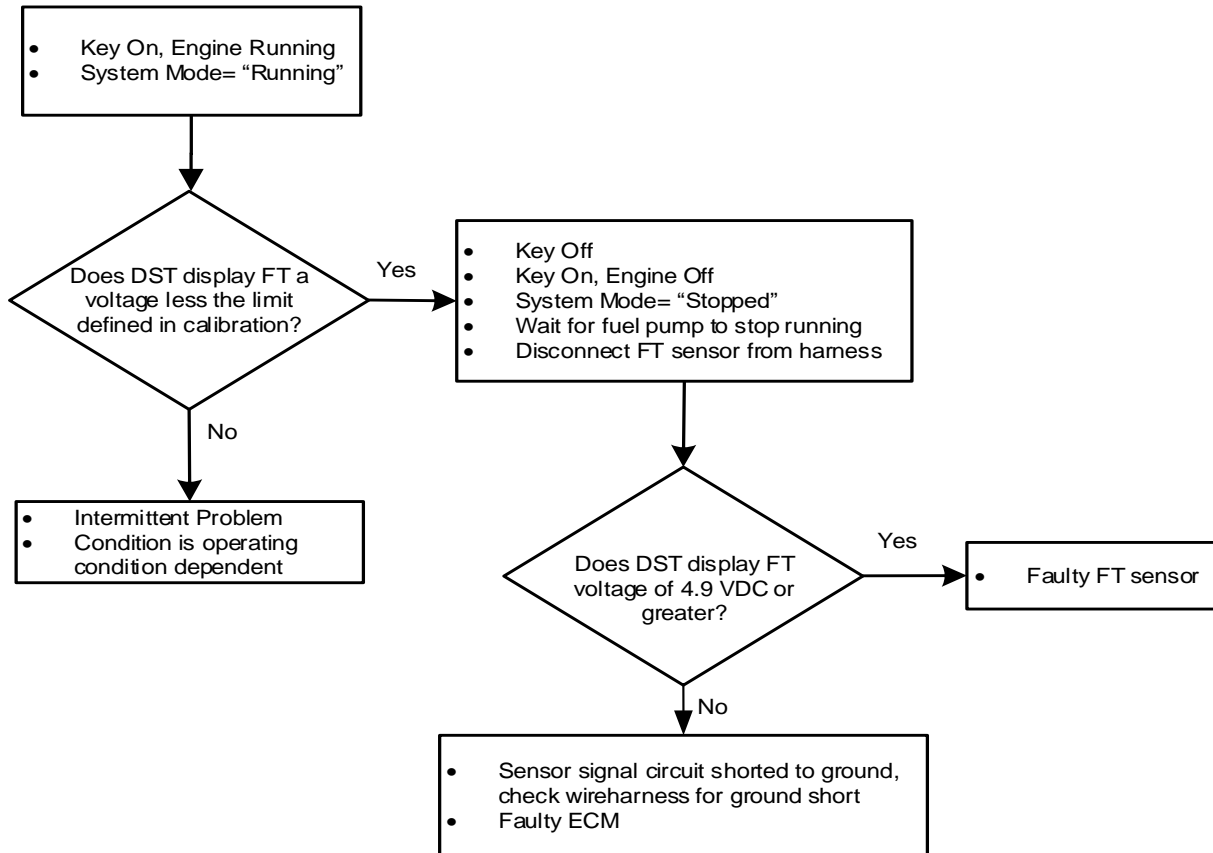 • Key On, Engine Running
• System Mode= “Running”
Does DST display FT a
voltage less the limit
defined in calibration?
Yes
• Key Off
• Key On, Engine Off
• System Mode= “Stopped”
• Wait for fuel pump to stop running
• Disconnect FT sensor from harness
No
• Intermittent Problem
• Condition is operating
condition dependent
Does DST display FT
voltage of 4.9 VDC or
greater?
Yes
• Faulty FT sensor
No
• Sensor signal circuit shorted to ground,
check wireharness for ground short
• Faulty ECM